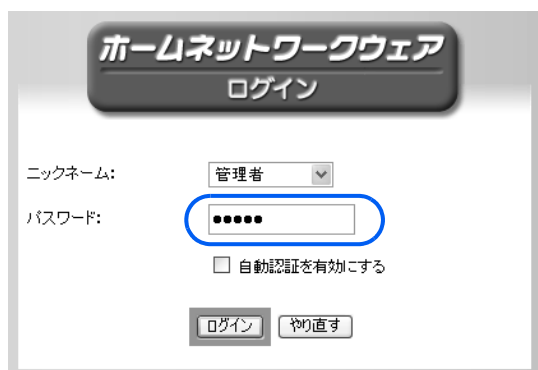 ホームネットワークウェア
ログイン
ニックネーム: 管理者
パスワード: ●●●●●
自動認証を有効にする
ログイン やり直す